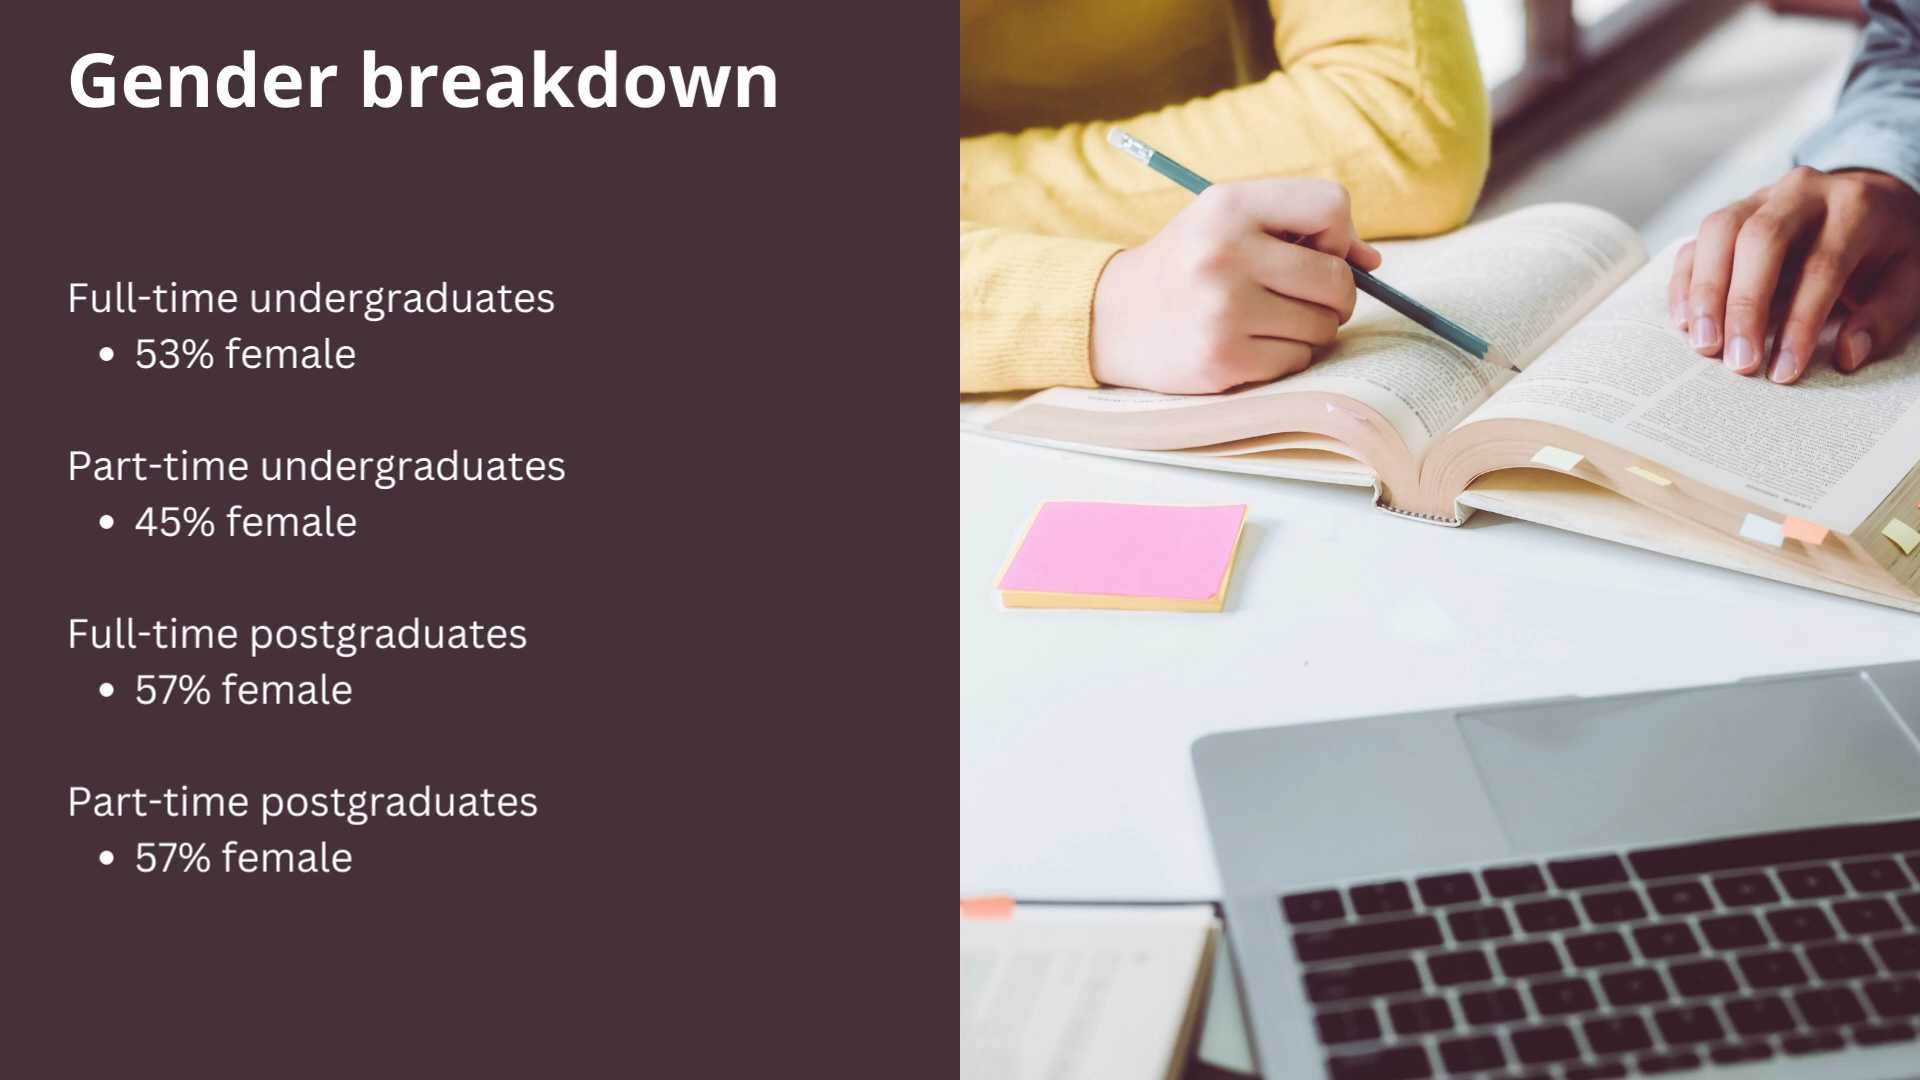 Gender breakdown
Full-time undergraduates
• 53% female
Part-time undergraduates
• 45% female
Full-time postgraduates
• 57% female
Part-time postgraduates
• 57% female